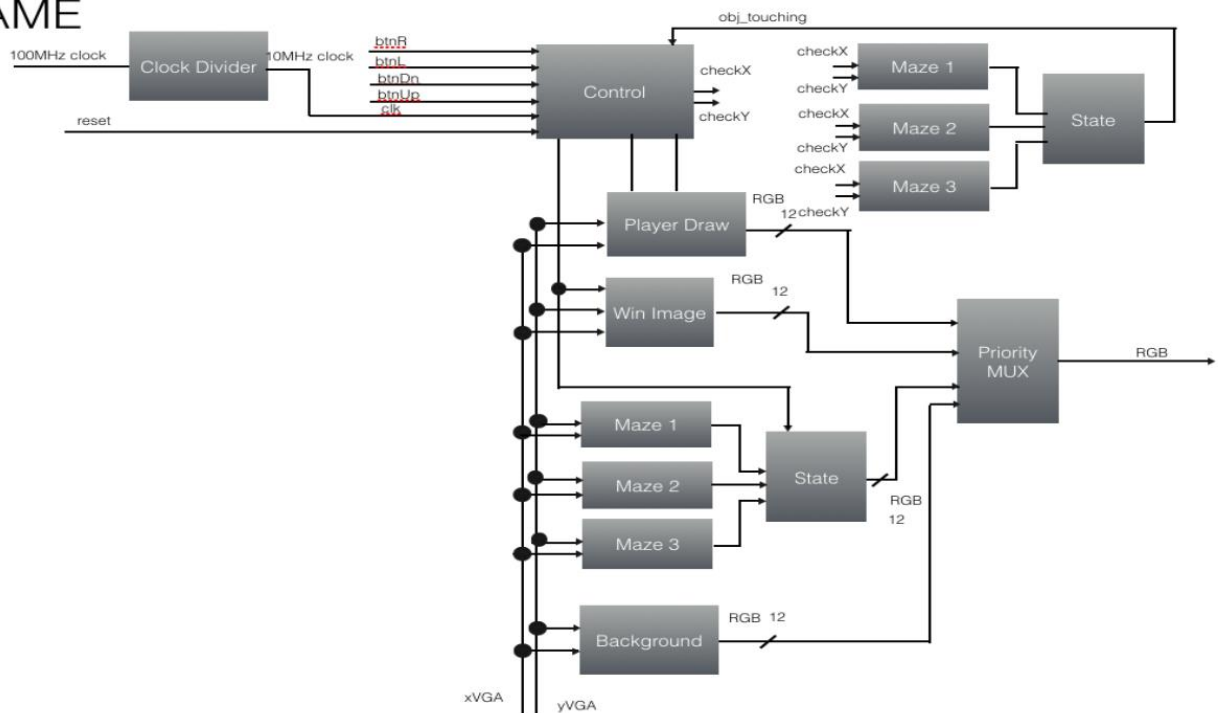 AME
obj_touching
100MHz clock
Clock Divider
10MHz clock
btnR
btnL
btnDn
btnUp
clk
reset
Control
checkX
checkY
checkX
checkY
Maze 1
checkX
checkY
Maze 2
checkX
checkY
Maze 3
State
Player Draw
RGB
12
Win Image
RGB
12
Priority
MUX
RGB
Maze 1
Maze 2
Maze 3
State
RGB
12
Background
RGB 12
xVGA
yVGA